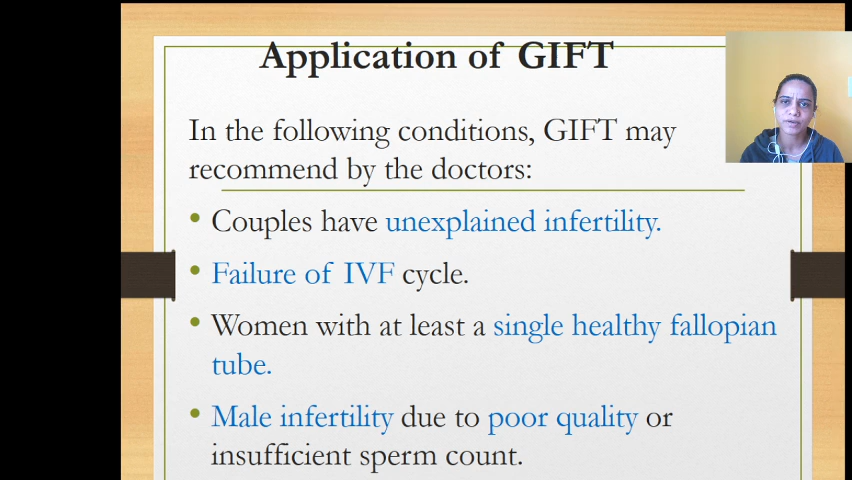 Application of GIFT
In the following conditions, GIFT may
recommend by the doctors:
• Couples have unexplained infertility.
• Failure of IVF cycle.
• Women with at least a single healthy fallopian
tube.
• Male infertility due to poor quality or
insufficient sperm count.